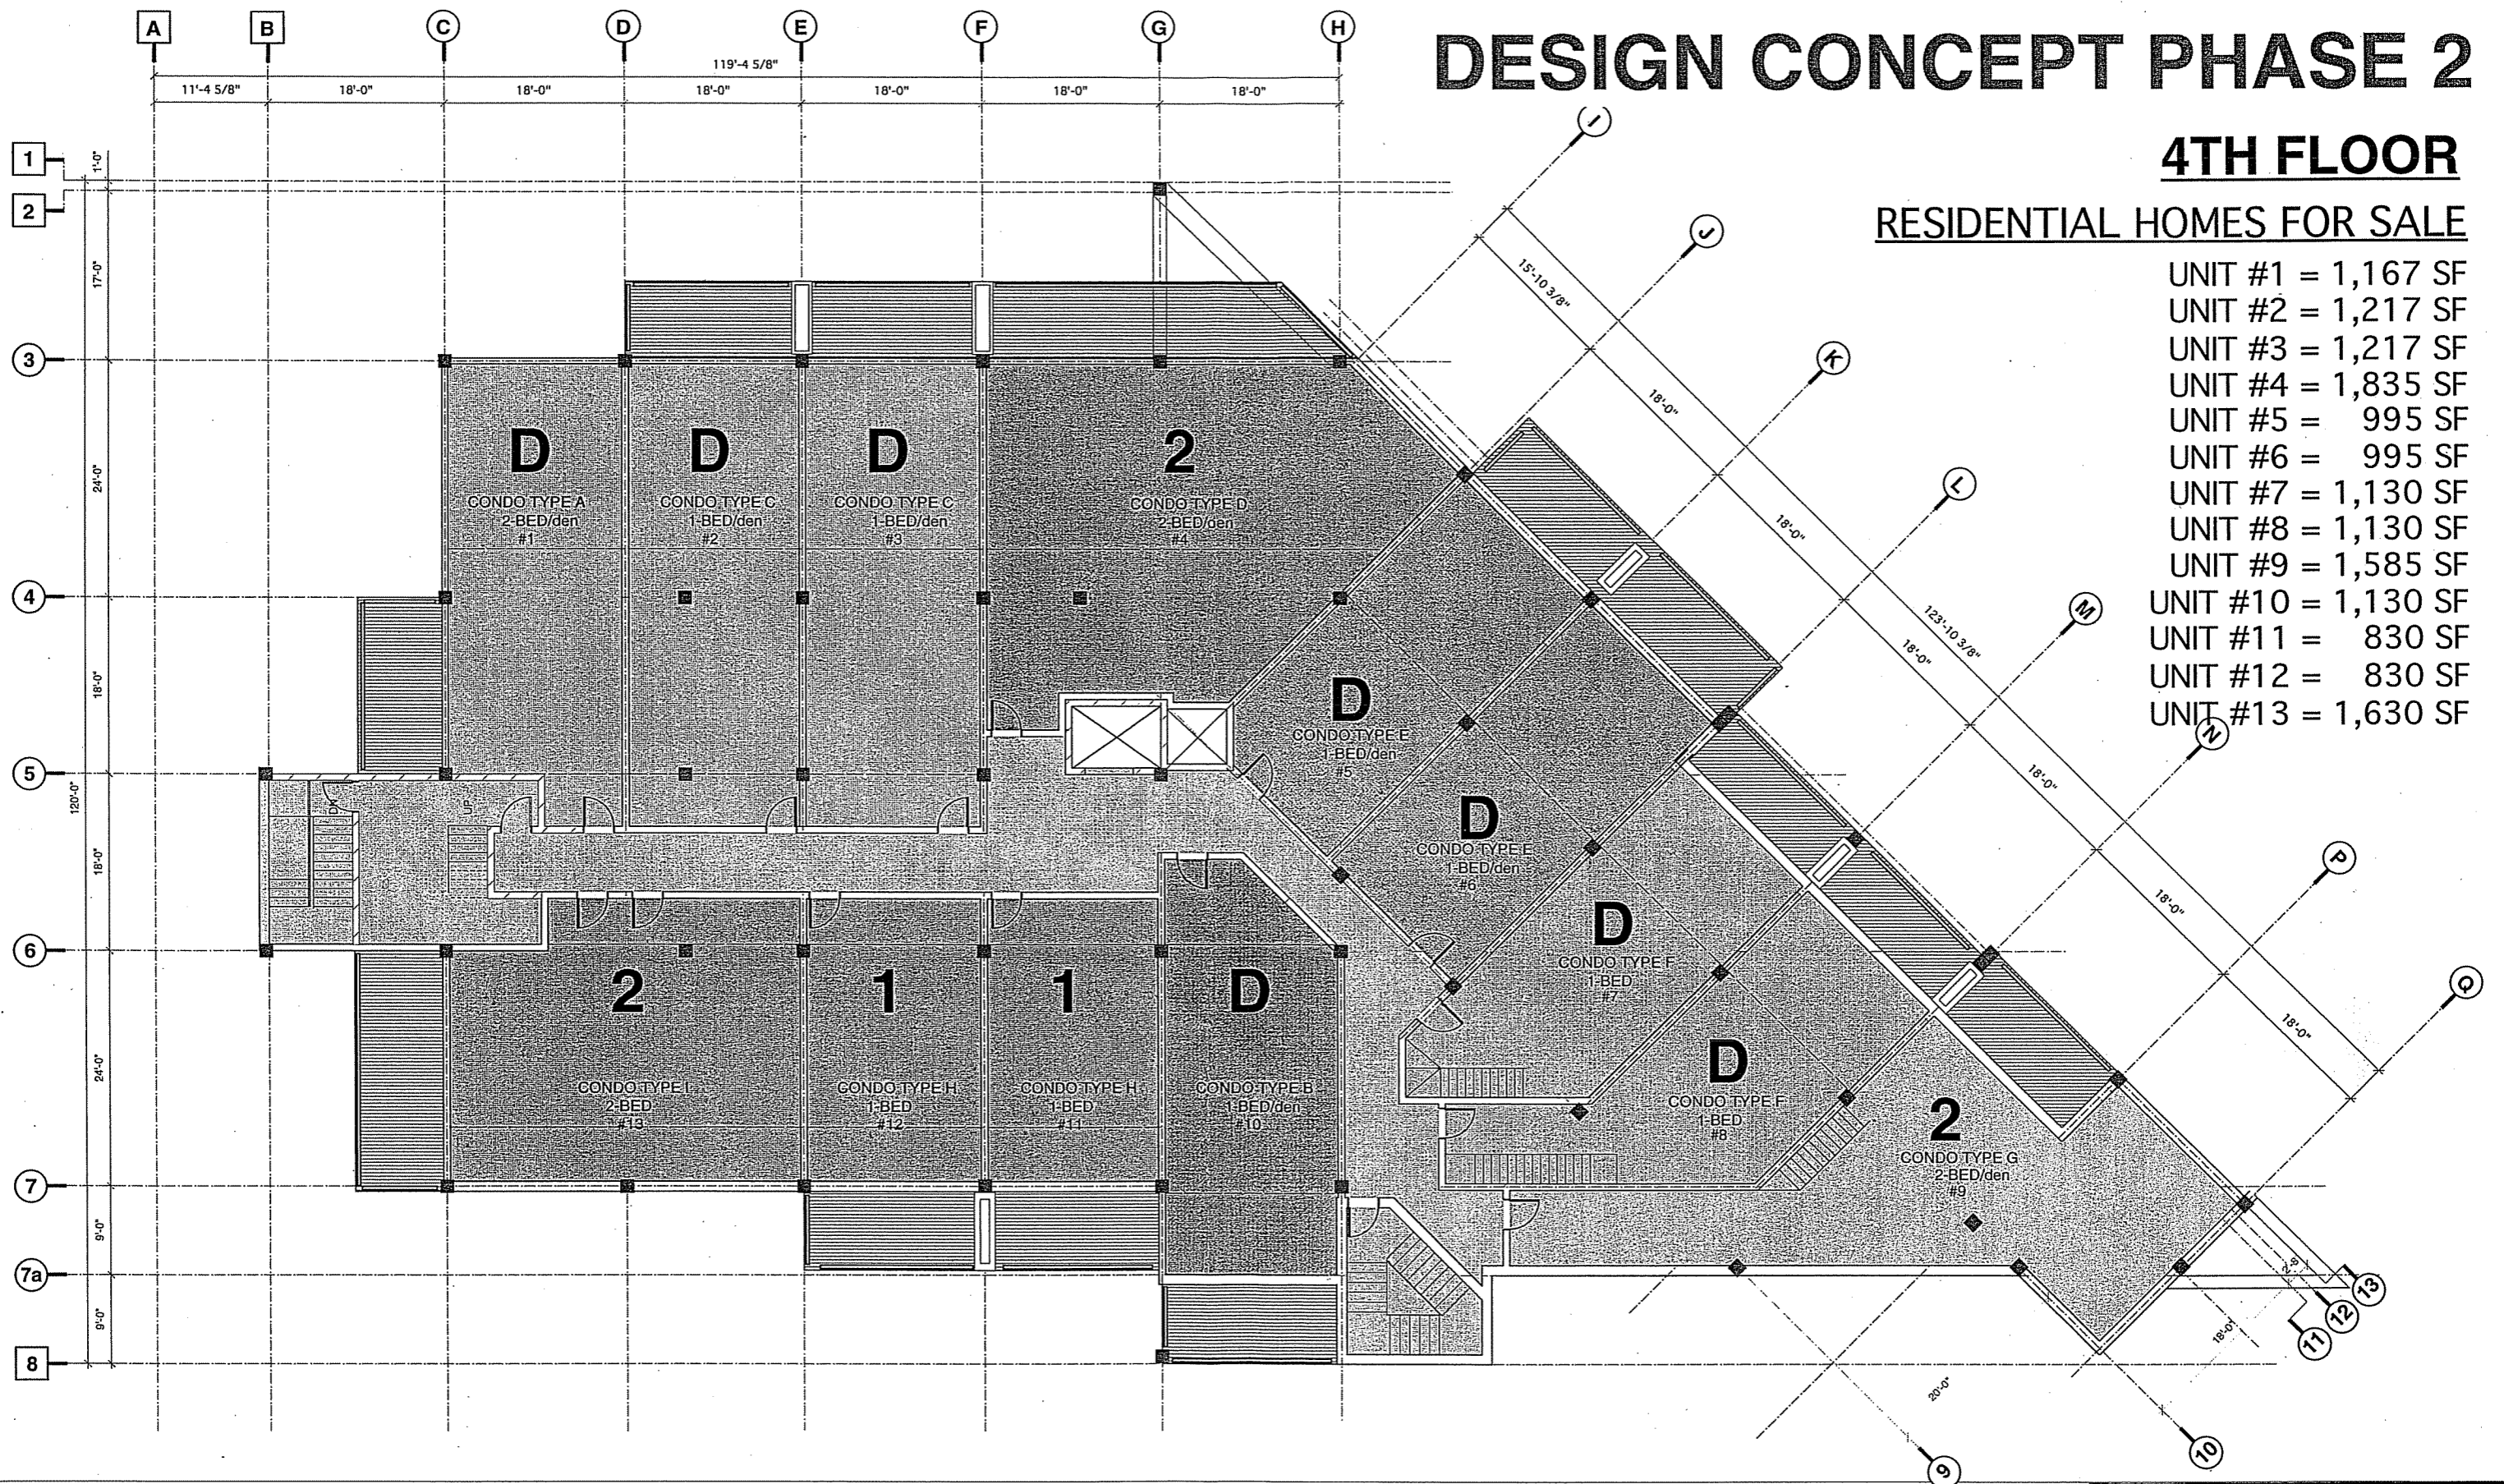 A B C D E F G H
DESIGN CONCEPT PHASE 2
119'-4 5/8"
11'-4 5/8" 18'-0" 18'-0" 18'-0" 18'-0" 18'-0" 18'-0"
4TH FLOOR
RESIDENTIAL HOMES FOR SALE
UNIT #1 = 1,167 SF
UNIT #2 = 1,217 SF
UNIT #3 = 1,217 SF
UNIT #4 = 1,835 SF
UNIT #5 = 995 SF
UNIT #6 = 995 SF
UNIT #7 = 1,130 SF
UNIT #8 = 1,130 SF
UNIT #9 = 1,585 SF
UNIT #10 = 1,130 SF
UNIT #11 = 830 SF
UNIT #12 = 830 SF
UNIT #13 = 1,630 SF
1
2
3
4
5
6
7
7a
8
1'-0"
17'-0"
24'-0"
18'-0"
120'-0"
18'-0"
24'-0"
9'-0"
9'-0"
I
J
K
L
M
N
P
Q
15'-10 3/8"
18'-0"
18'-0"
18'-0"
123'-10 3/8"
18'-0"
18'-0"
18'-0"
D
CONDO TYPE A
2-BED/den
#1
D
CONDO TYPE C
1-BED/den
#2
D
CONDO TYPE C
1-BED/den
#3
2
CONDO TYPE D
2-BED/den
#4
D
CONDO TYPE E
1-BED/den
#5
D
CONDO TYPE E
1-BED/den
#6
D
CONDO TYPE F
1-BED
#7
D
CONDO TYPE F
1-BED
#8
2
CONDO TYPE G
2-BED/den
#9
DN
UP
2
CONDO TYPE I
2-BED
#13
1
CONDO TYPE H
1-BED
#12
1
CONDO TYPE H
1-BED
#11
D
CONDO TYPE B
1-BED/den
#10
2'-8"
18'-0"
20'-0"
13
12
11
10
9